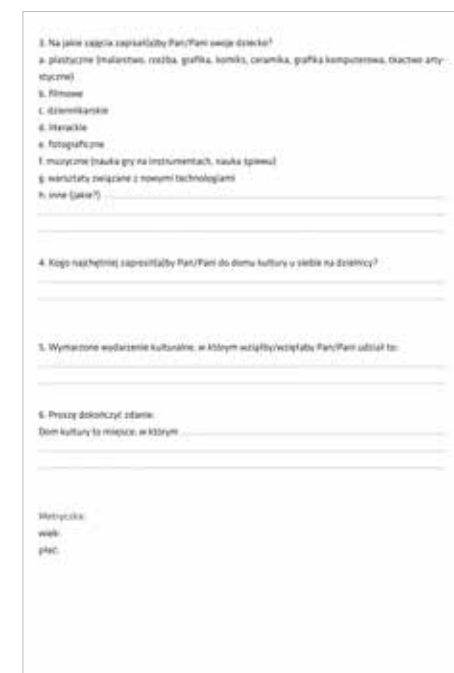 3. Na jakie zajęcia zapisał(a)by Pan/Pani swoje dziecko?
a. plastyczne (malarstwo, rzeźba, grafika, komiks, ceramika, grafika komputerowa, tkactwo arty-
styczne)
b. filmowe
c. dziennikarskie
d. literackie
e. fotograficzne
f. muzyczne (nauka gry na instrumentach, nauka śpiewu)
g. warsztaty związane z nowymi technologiami
h. inne (jakie?)
4. Kogo najchętniej zaprosił(a)by Pan/Pani do domu kultury u siebie na dzielnicy?
5. Wymarzone wydarzenie kulturalne, w którym wziąłby/wzięłaby Pan/Pani udział to:
6. Proszę dokończyć zdanie:
Dom kultury to miejsce, w którym
Metryczka:
wiek:
płeć: